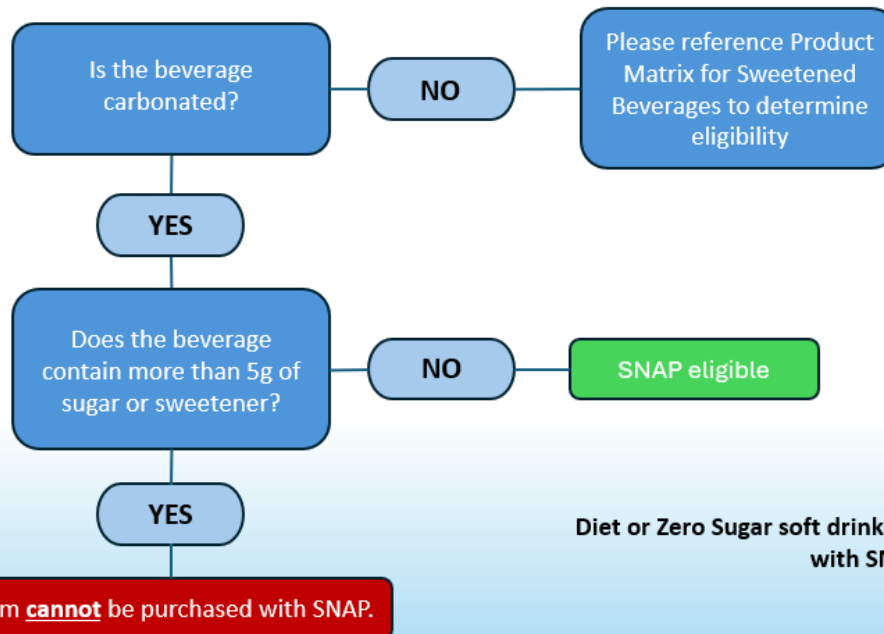 Is the beverage
carbonated?
NO
Please reference Product
Matrix for Sweetened
Beverages to determine
eligibility
YES
Does the beverage
contain more than 5g of
sugar or sweetener?
NO
SNAP eligible
YES
Diet or Zero Sugar soft drink
with
cannot be purchased with SNAP.